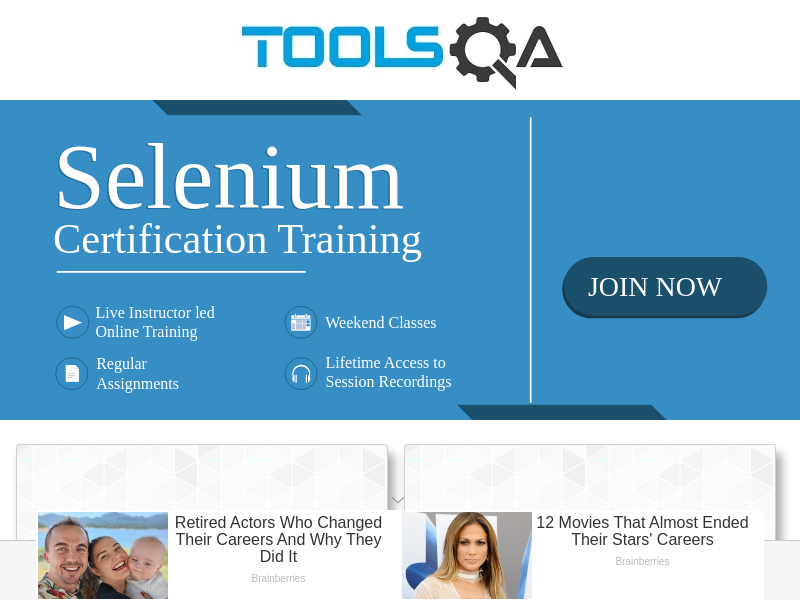 TOOLSQA
Selenium
Certification Training
Live Instructor led
Online Training
Weekend Classes
Regular
Assignments
Lifetime Access to
Session Recordings
JOIN NOW
Retired Actors Who Changed
Their Careers And Why They
Did It
Brainberries
12 Movies That Almost Ended
Their Stars' Careers
Brainberries